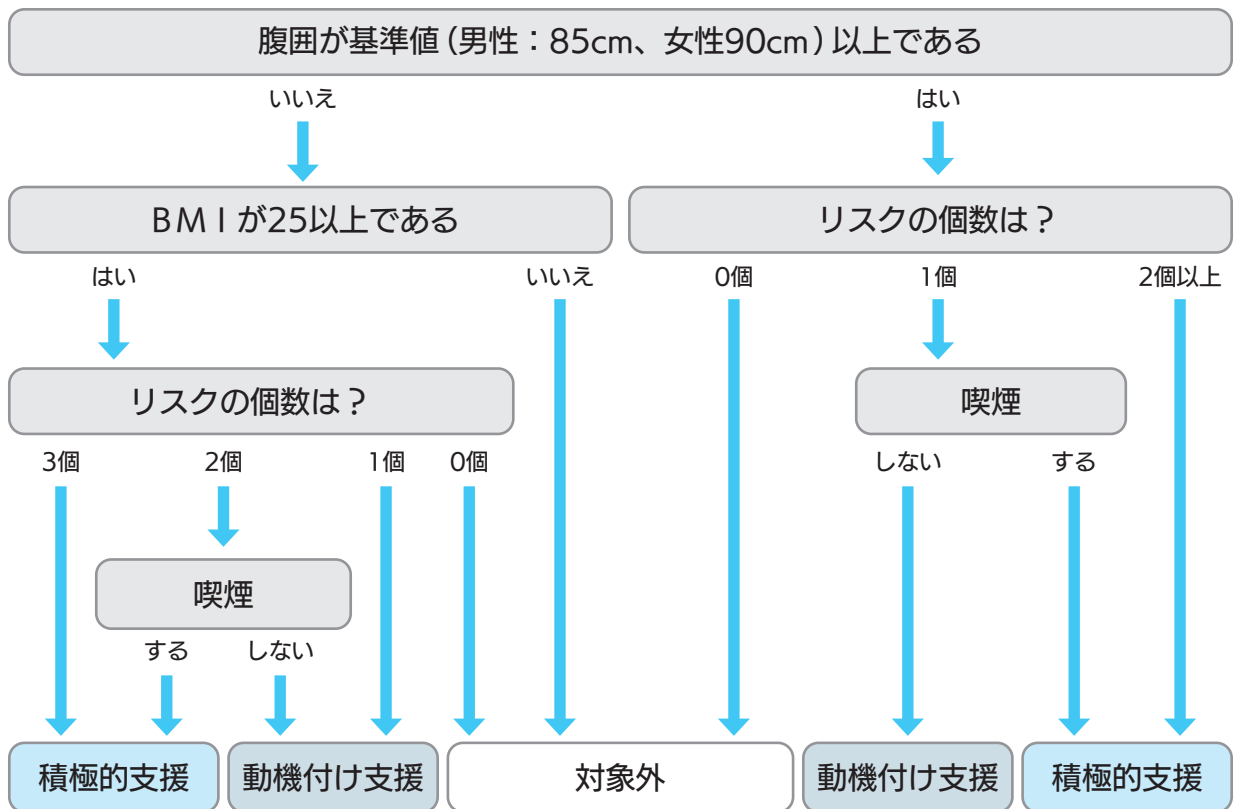 腹囲が基準値(男性：85cm、女性90cm)以上である
いいえ
はい
BMIが25以上である
リスクの個数は？
はい
いいえ
0個
1個
2個以上
リスクの個数は？
喫煙
3個
2個
1個
0個
しない
する
喫煙
する
しない
積極的支援
動機付け支援
対象外
動機付け支援
積極的支援